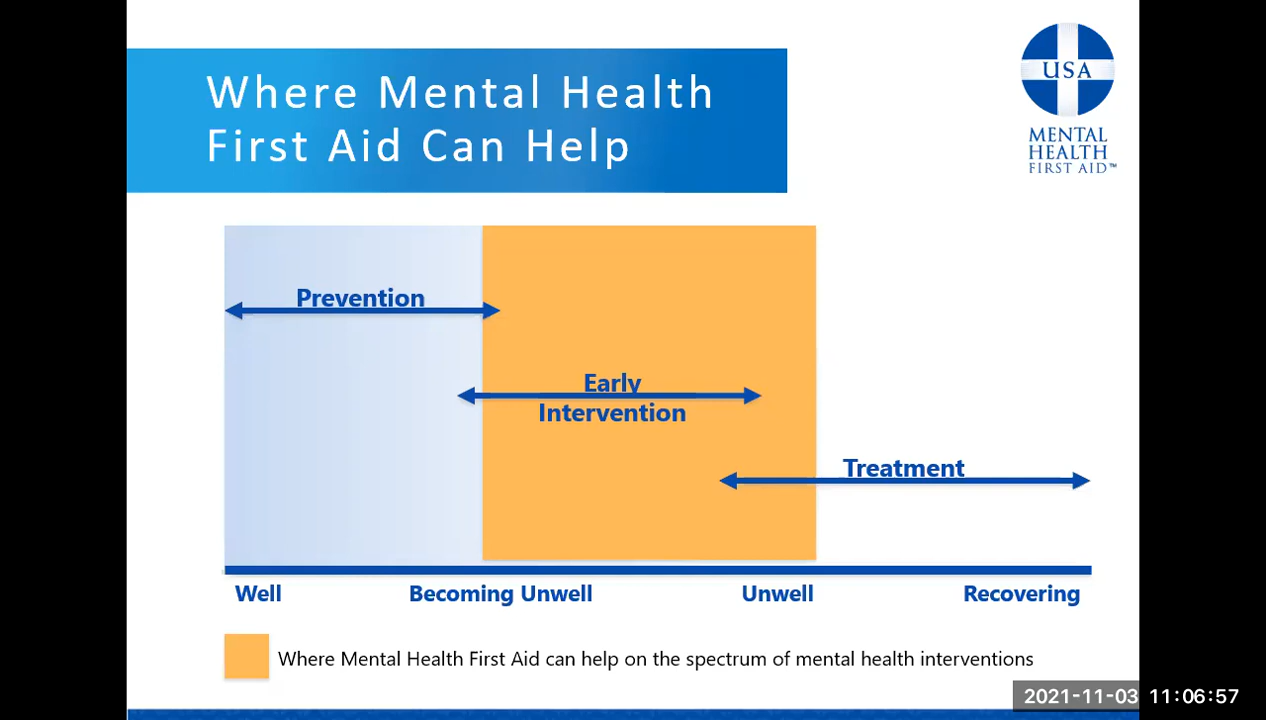 Where Mental Health
First Aid Can Help
USA
MENTAL
HEALTH
FIRST AID™
Prevention
Early
Intervention
Treatment
Well
Becoming Unwell
Unwell
Recovering
Where Mental Health First Aid can help on the spectrum of mental health interventions
2021-11-03 11:06:57